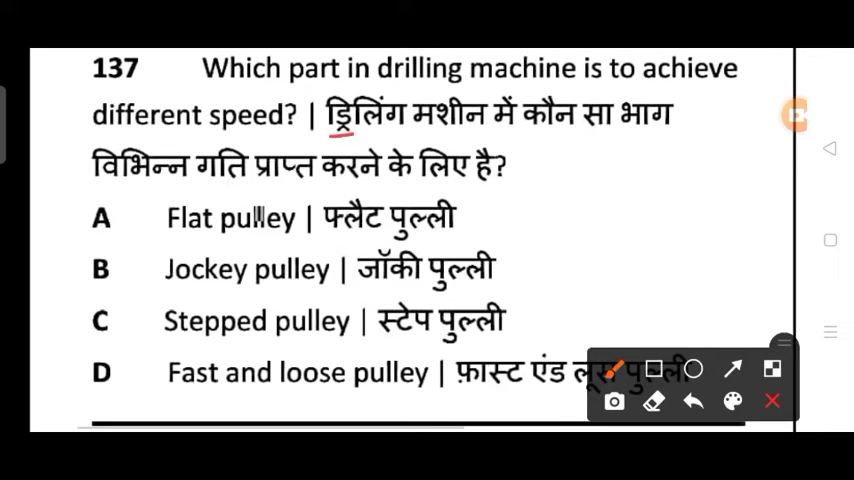 137 Which part in drilling machine is to achieve
different speed? | ड्रिलिंग मशीन में कौन सा भाग
विभिन्न गति प्राप्त करने के लिए है?
A Flat pulley | फ्लैट पुल्ली
B Jockey pulley | जॉकी पुल्ली
C Stepped pulley | स्टेप पुल्ली
D Fast and loose pulley | फ़ास्ट एंड लूस पुल्ली